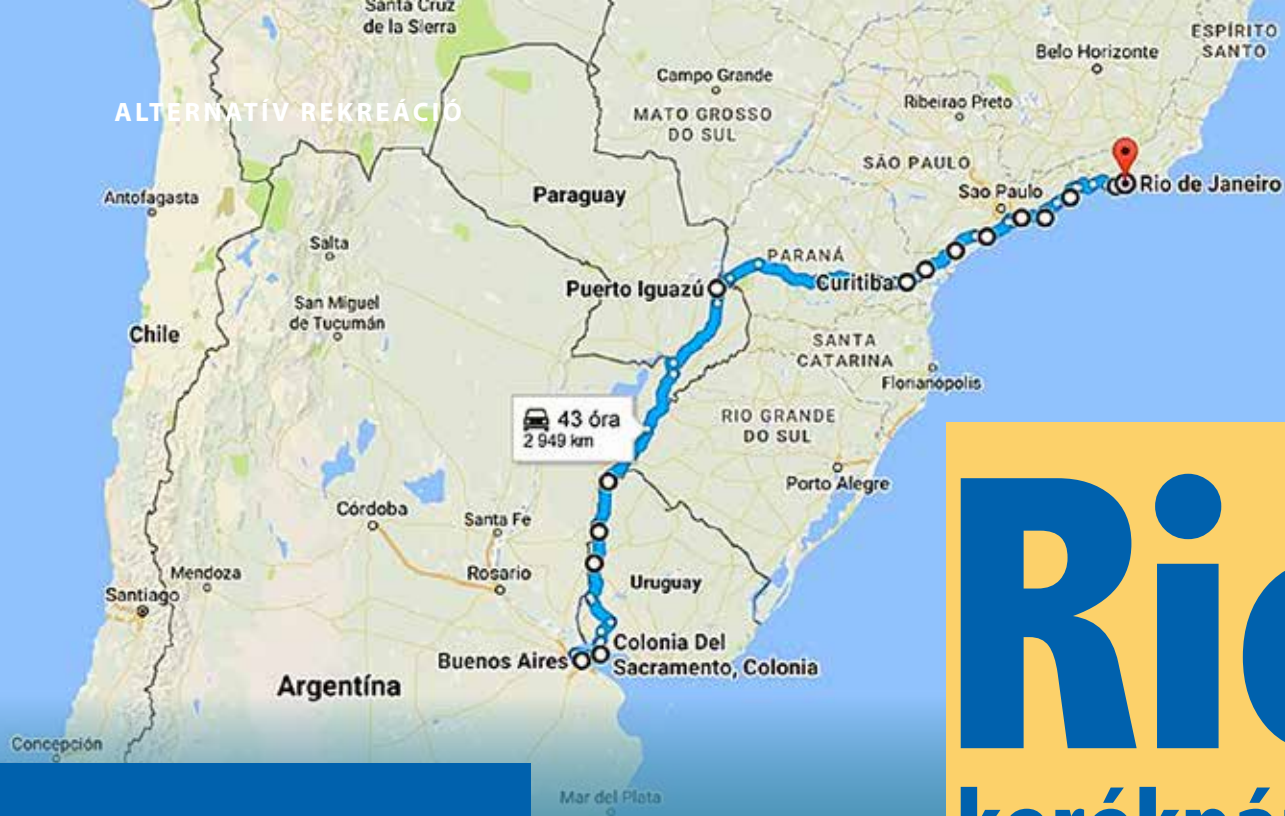 Santa Cruz
de la Sierra
ESPÍRITO
SANTO
Belo Horizonte
Campo Grande
MATO GROSSO
DO SUL
Ribeirao Preto
ALTERNATÍV REKREÁCIÓ
SÃO PAULO
Sao Paulo
Rio de Janeiro
Antofagasta
Paraguay
Salta
PARANÁ
Puerto Iguazú
Curitiba
San Miguel
de Tucumán
Chile
SANTA
CATARINA
Florianópolis
43 óra
2 949 km
RIO GRANDE
DO SUL
Porto Alegre
Córdoba
Santa Fe
Mendoza
Rosario
Uruguay
Santiago
Buenos Aires
Colonia Del
Sacramento, Colonia
Argentína
Concepción
Mar del Plata